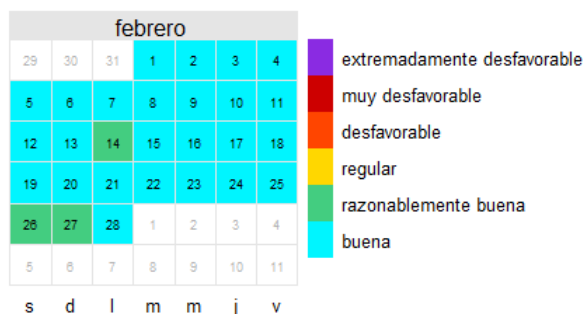 febrero
29 30 31 1 2 3 4
5 6 7 8 9 10 11
12 13 14 15 16 17 18
19 20 21 22 23 24 25
26 27 28 1 2 3 4
5 6 7 8 9 10 11
s d l m m j v
extremadamente desfavorable
muy desfavorable
desfavorable
regular
razonablemente buena
buena